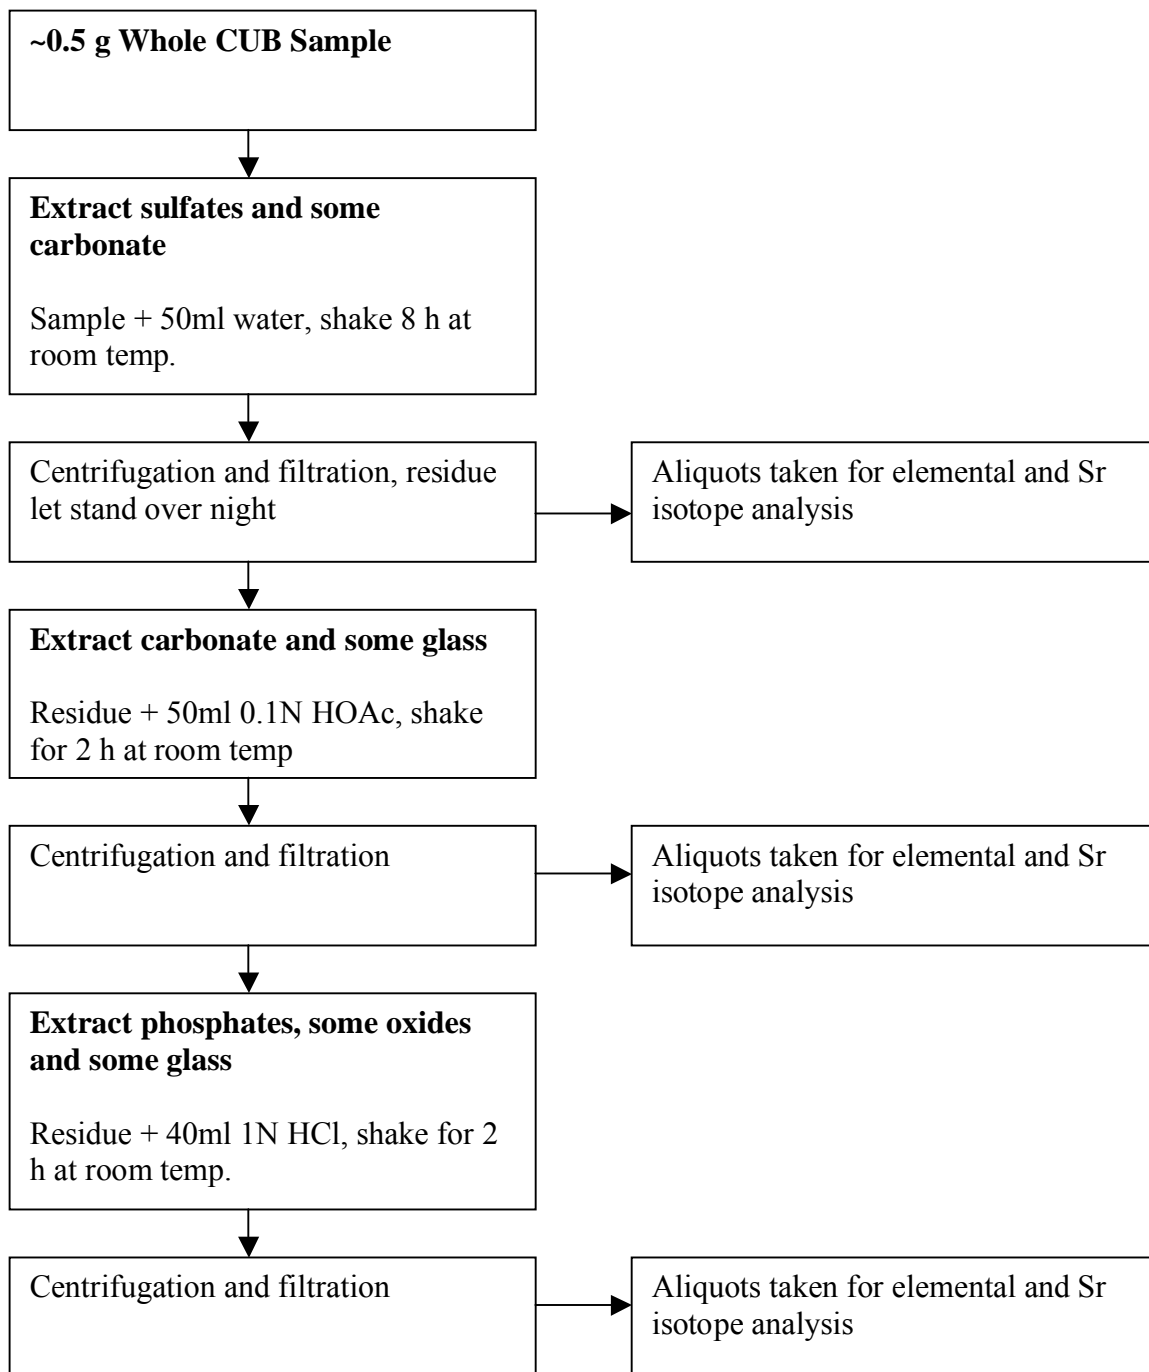 ~0.5 g Whole CUB Sample
Extract sulfates and some
carbonate
Sample + 50ml water, shake 8 h at
room temp.
Centrifugation and filtration, residue
let stand over night
Aliquots taken for elemental and Sr
isotope analysis
Extract carbonate and some glass
Residue + 50ml 0.1N HOAc, shake
for 2 h at room temp
Centrifugation and filtration
Aliquots taken for elemental and Sr
isotope analysis
Extract phosphates, some oxides
and some glass
Residue + 40ml 1N HCl, shake for 2
h at room temp.
Centrifugation and filtration
Aliquots taken for elemental and Sr
isotope analysis